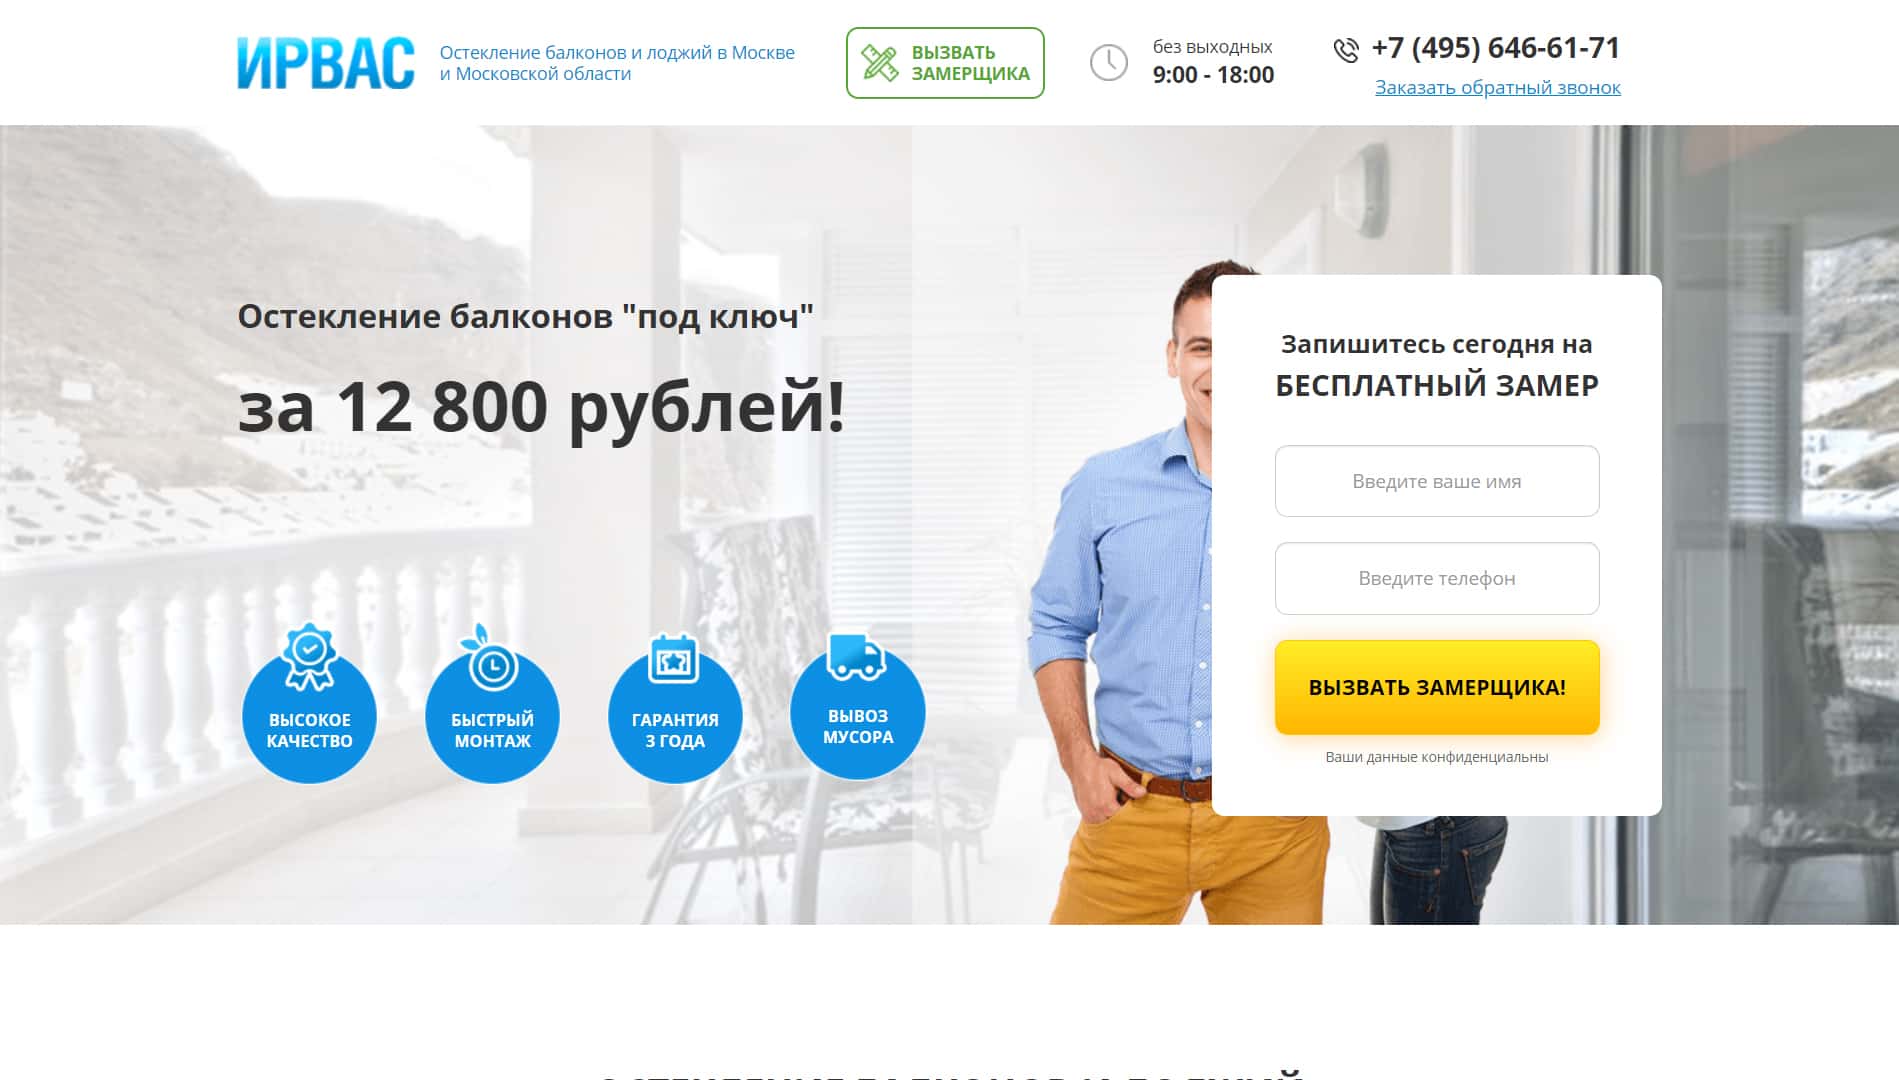 ИРВАС
Остекление балконов и лоджий в Москве
и Московской области
ВЫЗВАТЬ
ЗАМЕРЩИКА
без выходных
9:00 - 18:00
+7 (495) 646-61-71
Заказать обратный звонок
Остекление балконов "под ключ"
за 12 800 рублей!
ВЫСОКОЕ
КАЧЕСТВО
БЫСТРЫЙ
МОНТАЖ
ГАРАНТИЯ
3 ГОДА
ВЫВОЗ
МУСОРА
Запишитесь сегодня на
БЕСПЛАТНЫЙ ЗАМЕР
Введите ваше имя
Введите телефон
ВЫЗВАТЬ ЗАМЕРЩИКА!
Ваши данные конфиденциальны